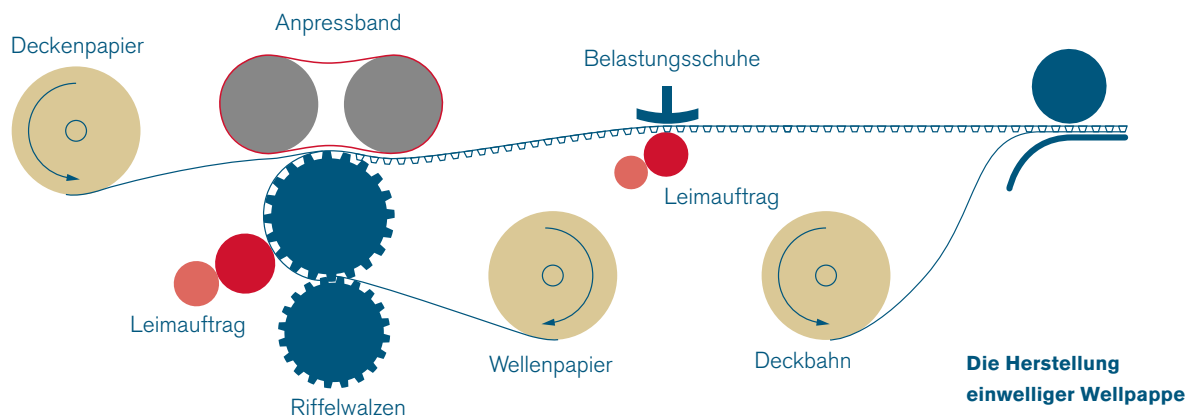 Anpressband
Deckenpapier
Belastungsschuhe
Leimauftrag
Leimauftrag
Wellenpapier
Deckbahn
Riffelwalzen
Die Herstellung
einwelliger Wellpappe